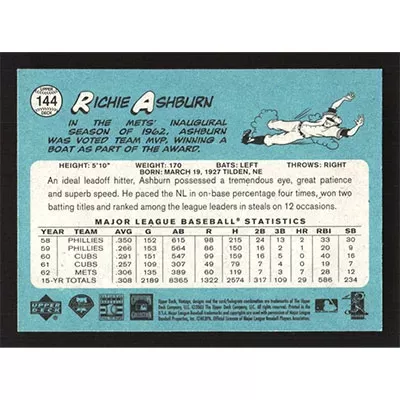 UPPER
144
DECK
RICHIE ASHBURN
IN THE METS' INAUGURAL
SEASON OF 1962, ASHBURN
WAS VOTED TEAM MVP, WINNING A
BOAT AS PART OF THE AWARD.
HEIGHT: 5'10" WEIGHT: 170 BATS: LEFT THROWS: RIGHT
BORN: MARCH 19, 1927 TILDEN, NE
An ideal leadoff hitter, Ashburn possessed a tremendous eye, great patience
and superb speed. He paced the NL in on-base percentage four times, won two
batting titles and ranked among the league leaders in steals on 12 occasions.
MAJOR LEAGUE BASEBALL® STATISTICS
YEAR TEAM AVG G AB R H 2B 3B HR RBI SB
58 PHILLIES .350 152 615 98 215 24 13 2 33 30
59 PHILLIES .266 153 564 86 150 16 2 1 20 9
60 CUBS .291 151 547 99 159 16 5 0 40 16
61 CUBS .257 109 307 49 79 7 4 0 19 7
62 METS .306 135 389 60 119 7 3 7 28 12
15-YR TOTALS .308 2189 8365 1322 2574 317 109 29 586 234
UPPER
DECK